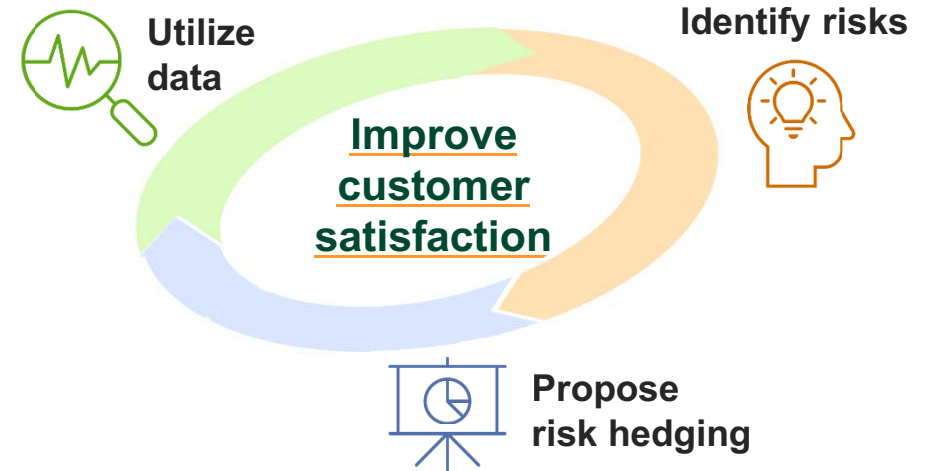 Utilize
data
Identify risks
Improve
customer
satisfaction
Propose
risk hedging